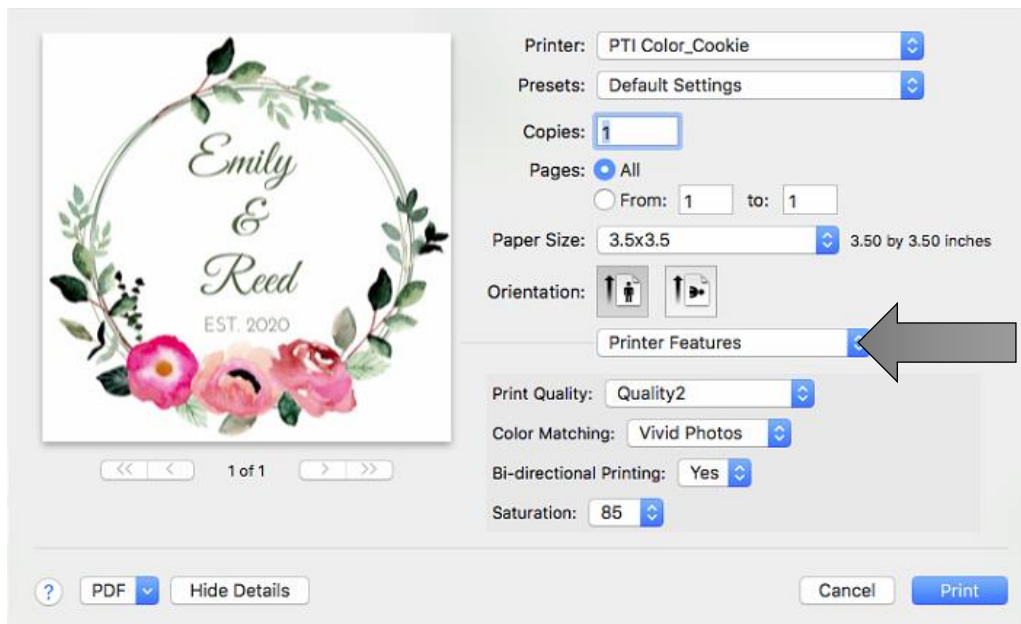 Emily
&
Reed
EST. 2020
<< < 1 of 1 > >>
Printer: PTI Color_Cookie
Presets: Default Settings
Copies: 1
Pages: All
From: 1 to: 1
Paper Size: 3.5x3.5 3.50 by 3.50 inches
Orientation:
Printer Features
Print Quality: Quality2
Color Matching: Vivid Photos
Bi-directional Printing: Yes
Saturation: 85
? PDF Hide Details Cancel Print